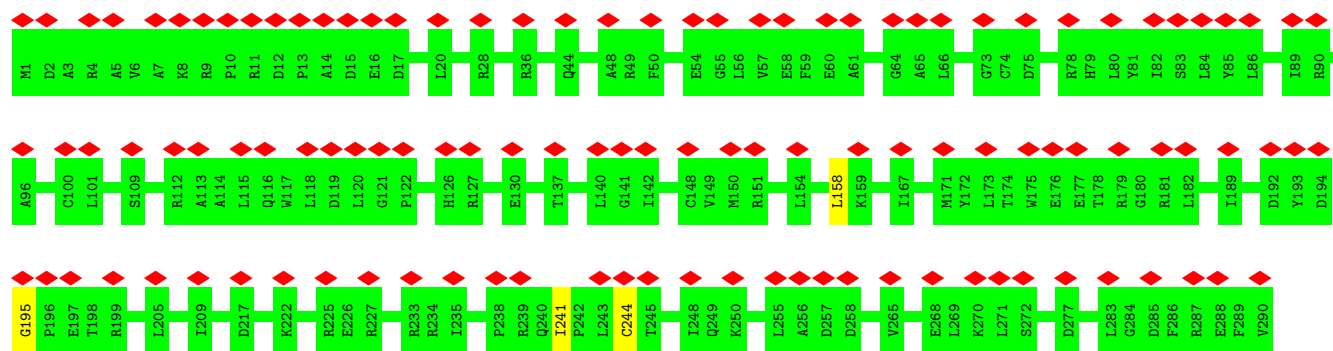 M1 D2 A3 R4 A5 V6 A7 K8 R9 P10 R11 D12 P13 A14 D15 E16 D17 L20 R28 R36 Q44 A48 R49 F50 E54 G55 L56 V57 E58 F59 E60 A61 G64 A65 L66 G73 C74 D75 R78 H79 L80 Y81 I82 S83 L84 Y85 L86 I89 R90
A96 C100 L101 S109 R112 A113 A114 L115 Q116 W117 L118 D119 L120 G121 P122 H126 R127 E130 T137 L140 G141 I142 C148 V149 M150 R151 L154 L158 K159 I167 M171 Y172 L173 T174 W175 E176 E177 T178 R179 G180 R181 L182 I189 D192 Y193 D194
G195 P196 E197 T198 R199 L205 I209 D217 K222 R225 E226 R227 R233 R234 I235 P238 R239 Q240 I241 P242 L243 C244 T245 I248 Q249 K250 L255 A256 D257 D258 V265 E268 L269 K270 L271 S272 D277 L283 G284 D285 F286 R287 E288 F289 V290